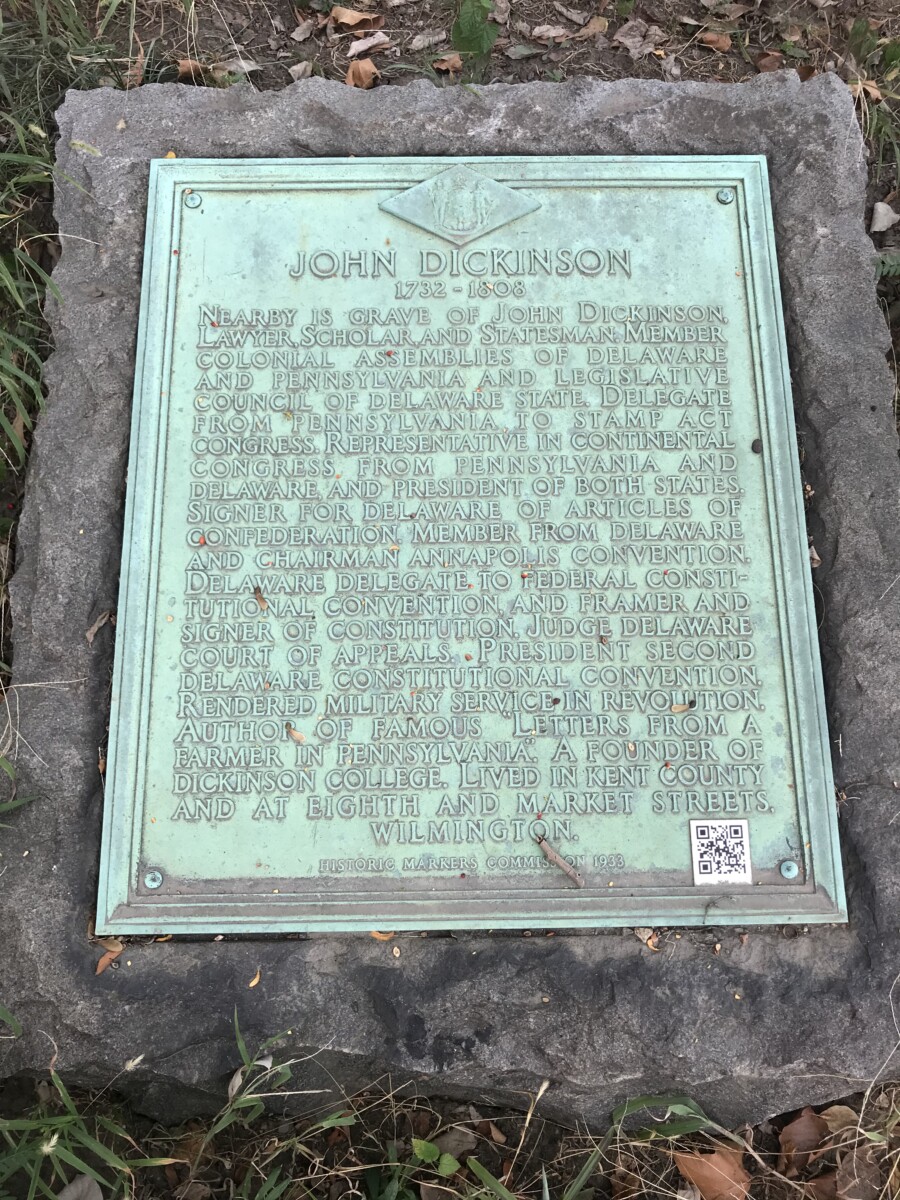 JOHN DICKINSON
1732 - 1808
NEARBY IS GRAVE OF JOHN DICKINSON,
LAWYER, SCHOLAR, AND STATESMAN. MEMBER
COLONIAL ASSEMBLIES OF DELAWARE
AND PENNSYLVANIA AND LEGISLATIVE
COUNCIL OF DELAWARE STATE. DELEGATE
FROM PENNSYLVANIA TO STAMP ACT
CONGRESS. REPRESENTATIVE IN CONTINENTAL
CONGRESS FROM PENNSYLVANIA AND
DELAWARE, AND PRESIDENT OF BOTH STATES.
SIGNER FOR DELAWARE OF ARTICLES OF
CONFEDERATION. MEMBER FROM DELAWARE
AND CHAIRMAN ANNAPOLIS CONVENTION.
DELAWARE DELEGATE TO FEDERAL CONSTI-
TUTIONAL CONVENTION, AND FRAMER AND
SIGNER OF CONSTITUTION. JUDGE DELAWARE
COURT OF APPEALS. PRESIDENT SECOND
DELAWARE CONSTITUTIONAL CONVENTION.
RENDERED MILITARY SERVICE IN REVOLUTION.
AUTHOR OF FAMOUS "LETTERS FROM A
FARMER IN PENNSYLVANIA." A FOUNDER OF
DICKINSON COLLEGE. LIVED IN KENT COUNTY
AND AT EIGHTH AND MARKET STREETS,
WILMINGTON.
HISTORIC MARKERS COMMISSION 1933